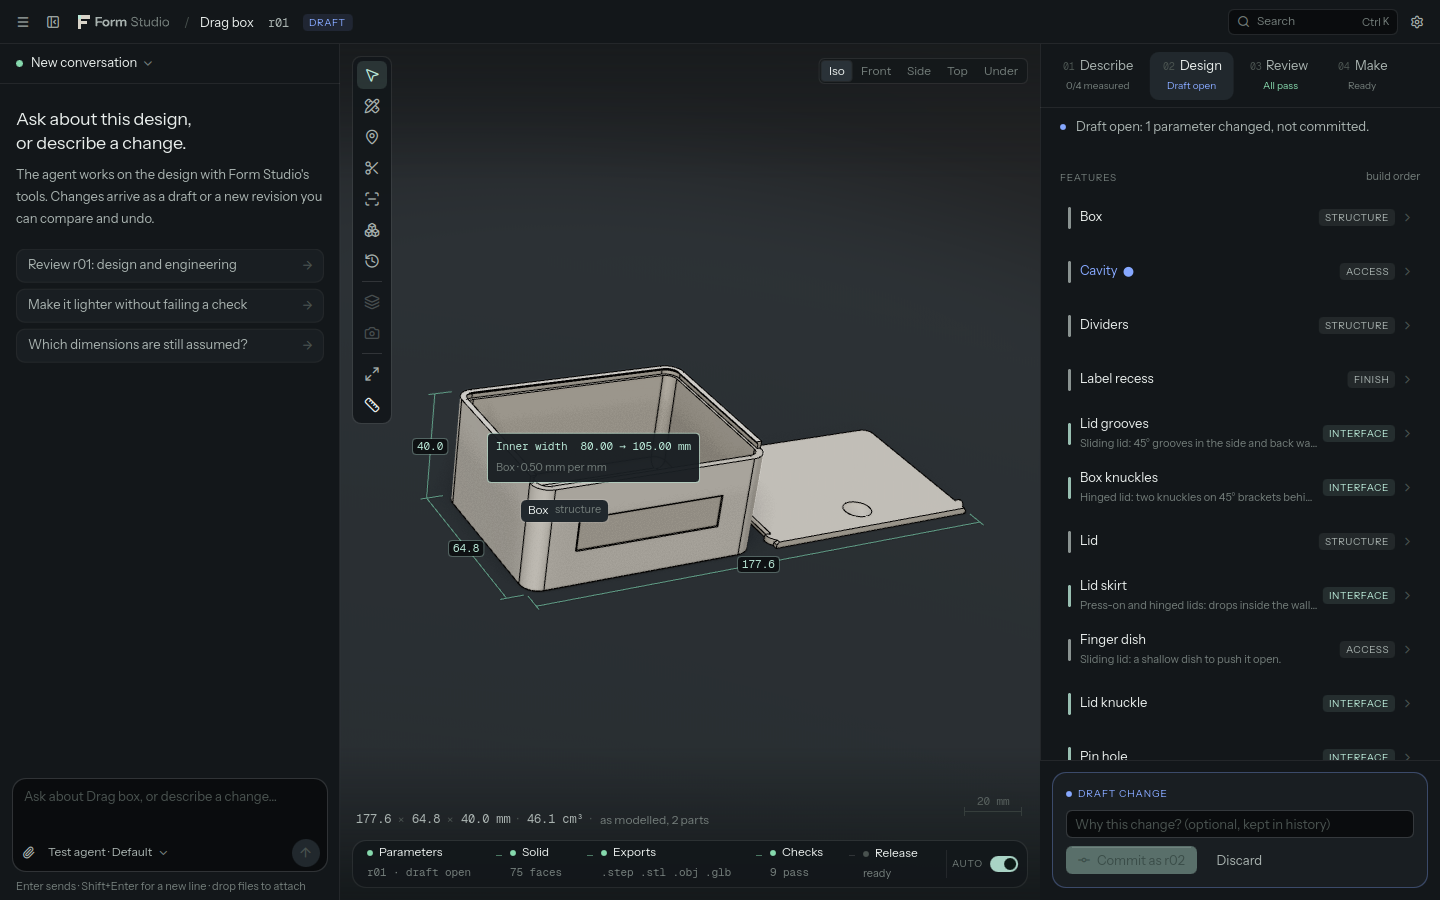 Form Studio / Drag box r01 DRAFT
Search Ctrl K
New conversation
Ask about this design,
or describe a change.
The agent works on the design with Form Studio's
tools. Changes arrive as a draft or a new revision you
can compare and undo.
Review r01: design and engineering
Make it lighter without failing a check
Which dimensions are still assumed?
Ask about Drag box, or describe a change...
Test agent · Default
Enter sends · Shift+Enter for a new line · drop files to attach
Iso Front Side Top Under
40.0
Inner width 80.00 → 105.00 mm
Box · 0.50 mm per mm
Box structure
64.8
177.6
20 mm
177.6 × 64.8 × 40.0 mm · 46.1 cm³ · as modelled, 2 parts
Parameters
r01 · draft open
Solid
75 faces
Exports
.step .stl .obj .glb
Checks
9 pass
Release
ready
AUTO
01 Describe
0/4 measured
02 Design
Draft open
03 Review
All pass
04 Make
Ready
Draft open: 1 parameter changed, not committed.
FEATURES build order
Box STRUCTURE
Cavity ACCESS
Dividers STRUCTURE
Label recess FINISH
Lid grooves INTERFACE
Sliding lid: 45° grooves in the side and back wa...
Box knuckles INTERFACE
Hinged lid: two knuckles on 45° brackets behi...
Lid STRUCTURE
Lid skirt INTERFACE
Press-on and hinged lids: drops inside the wall...
Finger dish ACCESS
Sliding lid: a shallow dish to push it open.
Lid knuckle INTERFACE
Pin hole INTERFACE
DRAFT CHANGE
Why this change? (optional, kept in history)
Commit as r02 Discard